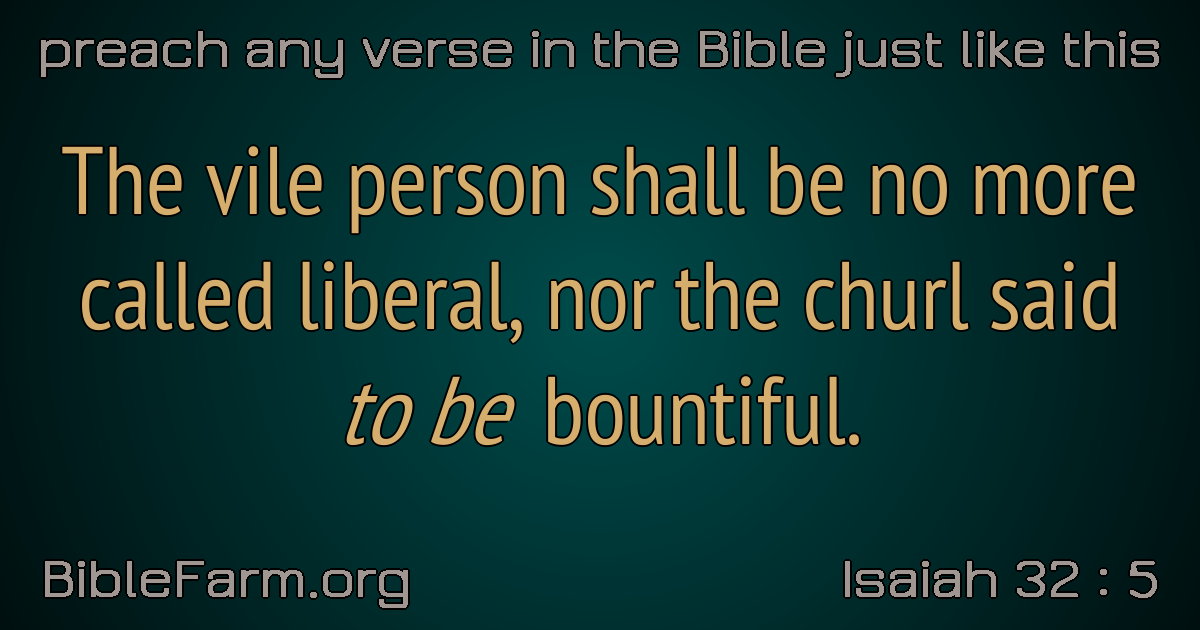 preach any verse in the Bible just like this
The vile person shall be no more
called liberal, nor the churl said
to be bountiful.
BibleFarm.org
Isaiah 32 : 5